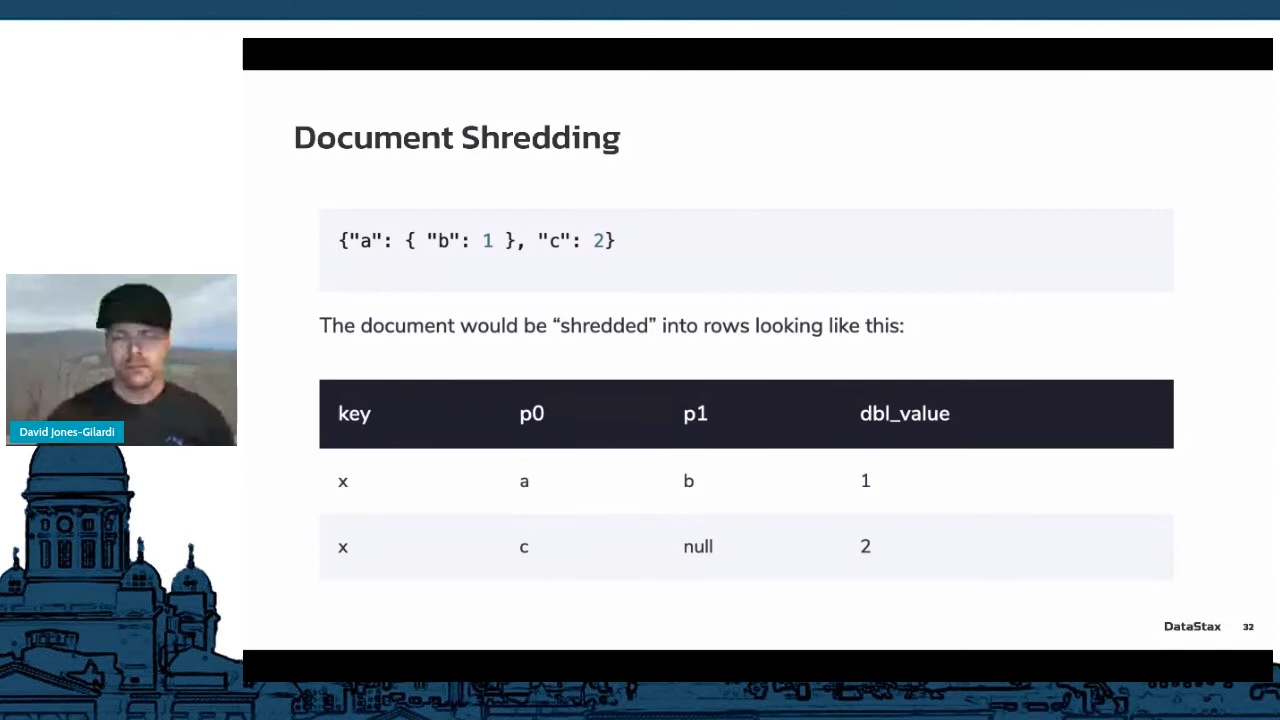 Document Shredding
{"a": { "b": 1 }, "c": 2}
The document would be “shredded” into rows looking like this:
key p0 p1 dbl_value
x a b 1
x c null 2
David Jones-Gilardi
DataStax 32